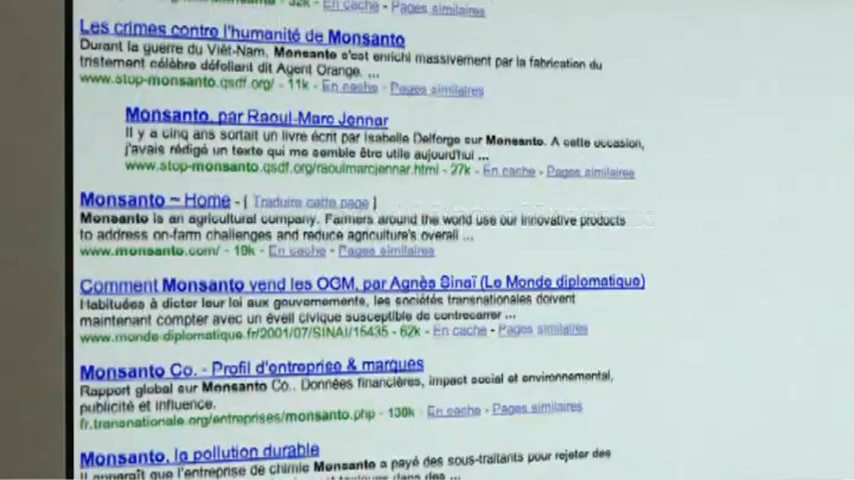 En cache - Pages similaires
Les crimes contre l'humanité de Monsanto
Durant la guerre du Viêt-Nam, Monsanto s'est enrichi massivement par la fabrication du
tristement célèbre défoliant dit Agent Orange. ...
www.stop-monsanto.qsdf.org/ - 11k - En cache - Pages similaires
Monsanto, par Raoul-Marc Jennar
Il y a cinq ans sortait un livre écrit par Isabelle Delforge sur Monsanto. A cette occasion,
j'avais rédigé un texte qui me semble être utile aujourd'hui ...
www.stop-monsanto.qsdf.org/raoulmarcjennar.html - 27k - En cache - Pages similaires
Monsanto ~ Home - [ Traduire cette page ]
Monsanto is an agricultural company. Farmers around the world use our innovative products
to address on-farm challenges and reduce agriculture's overall ...
www.monsanto.com/ - 19k - En cache - Pages similaires
Comment Monsanto vend les OGM, par Agnès Sinaï (Le Monde diplomatique)
Habituées à dicter leur loi aux gouvernements, les sociétés transnationales doivent
maintenant compter avec un éveil civique susceptible de contrecarrer ...
www.monde-diplomatique.fr/2001/07/SINAI/15435 - 62k - En cache - Pages similaires
Monsanto Co. - Profil d'entreprise & marques
Rapport global sur Monsanto Co.. Données financières, impact social et environnemental,
publicité et influence.
fr.transnationale.org/entreprises/monsanto.php - 130k - En cache - Pages similaires
Monsanto, la pollution durable
Il apparaît que l'entreprise de chimie Monsanto a payé des sous-traitants pour rejeter des